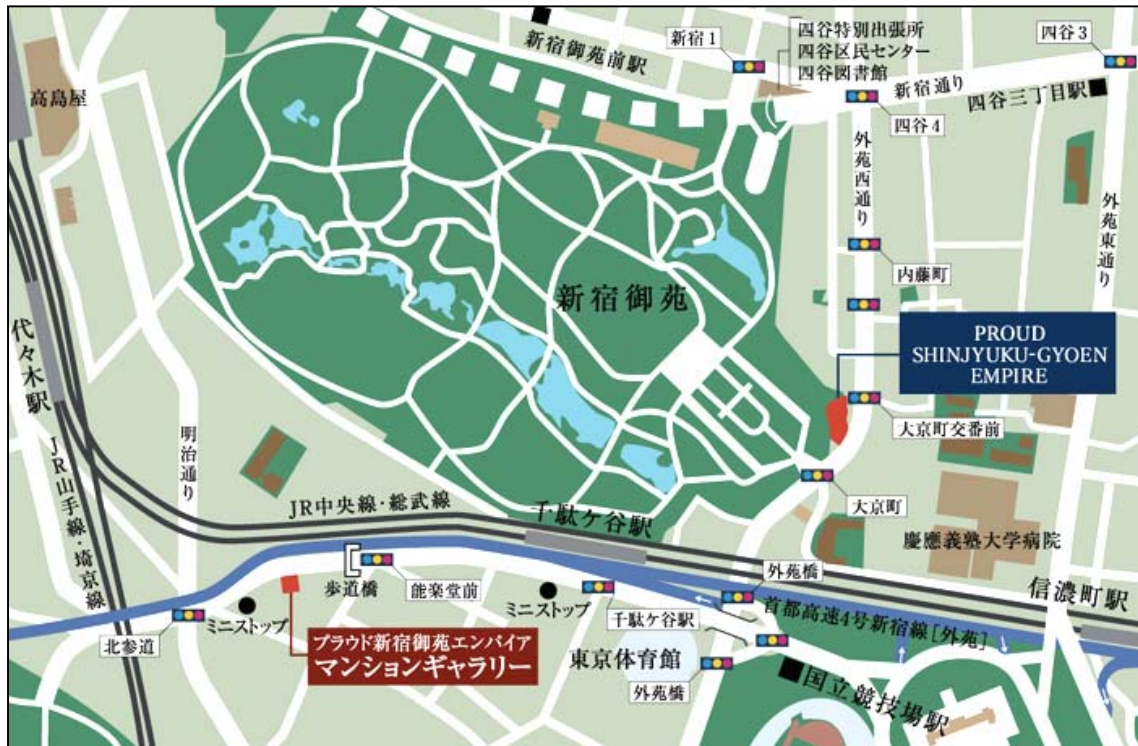 新宿御苑前駅
新宿1
四谷特別出張所
四谷区民センター
四谷図書館
四谷3
新宿通り
四谷三丁目駅
四谷4
高島屋
外苑西通り
外苑東通り
内藤町
新宿御苑
PROUD
SHINJYUKU-GYOEN
EMPIRE
代々木駅
大京町交番前
明治通り
JR山手線・埼京線
JR中央線・総武線
千駄ケ谷駅
大京町
慶應義塾大学病院
信濃町駅
歩道橋
能楽堂前
外苑橋
首都高速4号新宿線[外苑]
北参道
ミニストップ
ミニストップ
千駄ケ谷駅
プラウド新宿御苑エンパイア
マンションギャラリー
東京体育館
外苑橋
国立競技場駅